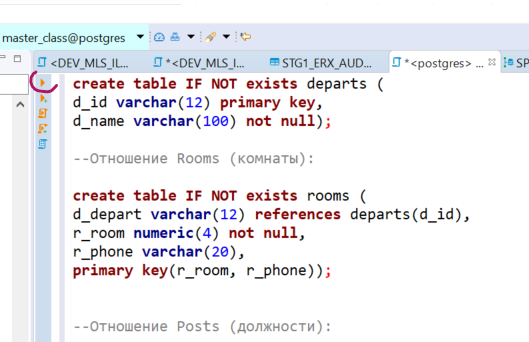 master_class@postgres
<DEV_MLS_IL...
*<DEV_MLS_I...
STG1_ERX_AUD...
*<postgres> ...
SP
create table IF NOT exists departs (
d_id varchar(12) primary key,
d_name varchar(100) not null);
--Отношение Rooms (комнаты):
create table IF NOT exists rooms (
d_depart varchar(12) references departs(d_id),
r_room numeric(4) not null,
r_phone varchar(20),
primary key(r_room, r_phone));
--Отношение Posts (должности):